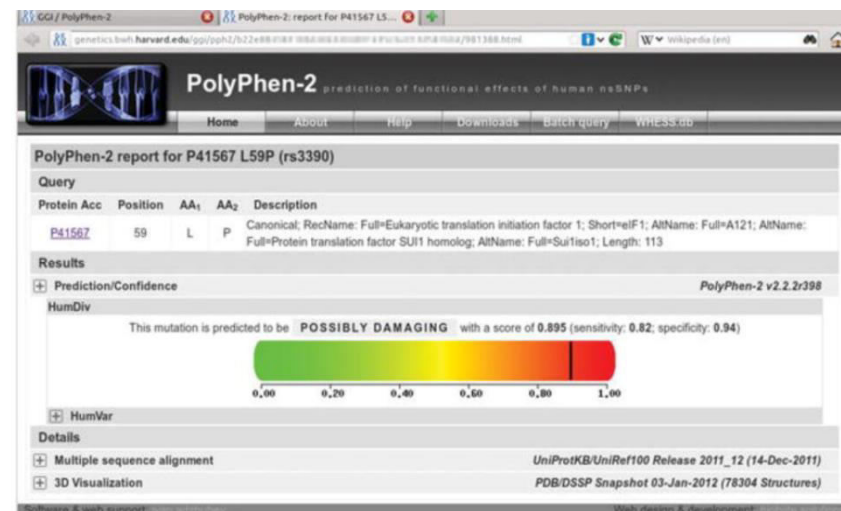 GGI / PolyPhen-2
PolyPhen-2: report for P41567 L5...
genetics.bwh.harvard.edu/ggi/pph2/b22e88
/981388.html
Wikipedia (en)
PolyPhen-2 prediction of functional effects of human nsSNPs
Home About Help Downloads Batch query WHESS.db
PolyPhen-2 report for P41567 L59P (rs3390)
Query
Protein Acc Position AA₁ AA₂ Description
P41567 59 L P Canonical; RecName: Full=Eukaryotic translation initiation factor 1; Short=eIF1; AltName: Full=A121; AltName:
Full=Protein translation factor SUI1 homolog; AltName: Full=Sui1iso1; Length: 113
Results
Prediction/Confidence PolyPhen-2 v2.2.2r398
HumDiv
This mutation is predicted to be POSSIBLY DAMAGING with a score of 0.895 (sensitivity: 0.82; specificity: 0.94)
0.00 0.20 0.40 0.60 0.80 1.00
HumVar
Details
Multiple sequence alignment UniProtKB/UniRef100 Release 2011_12 (14-Dec-2011)
3D Visualization PDB/DSSP Snapshot 03-Jan-2012 (78304 Structures)
Software & web support: Web design & development: